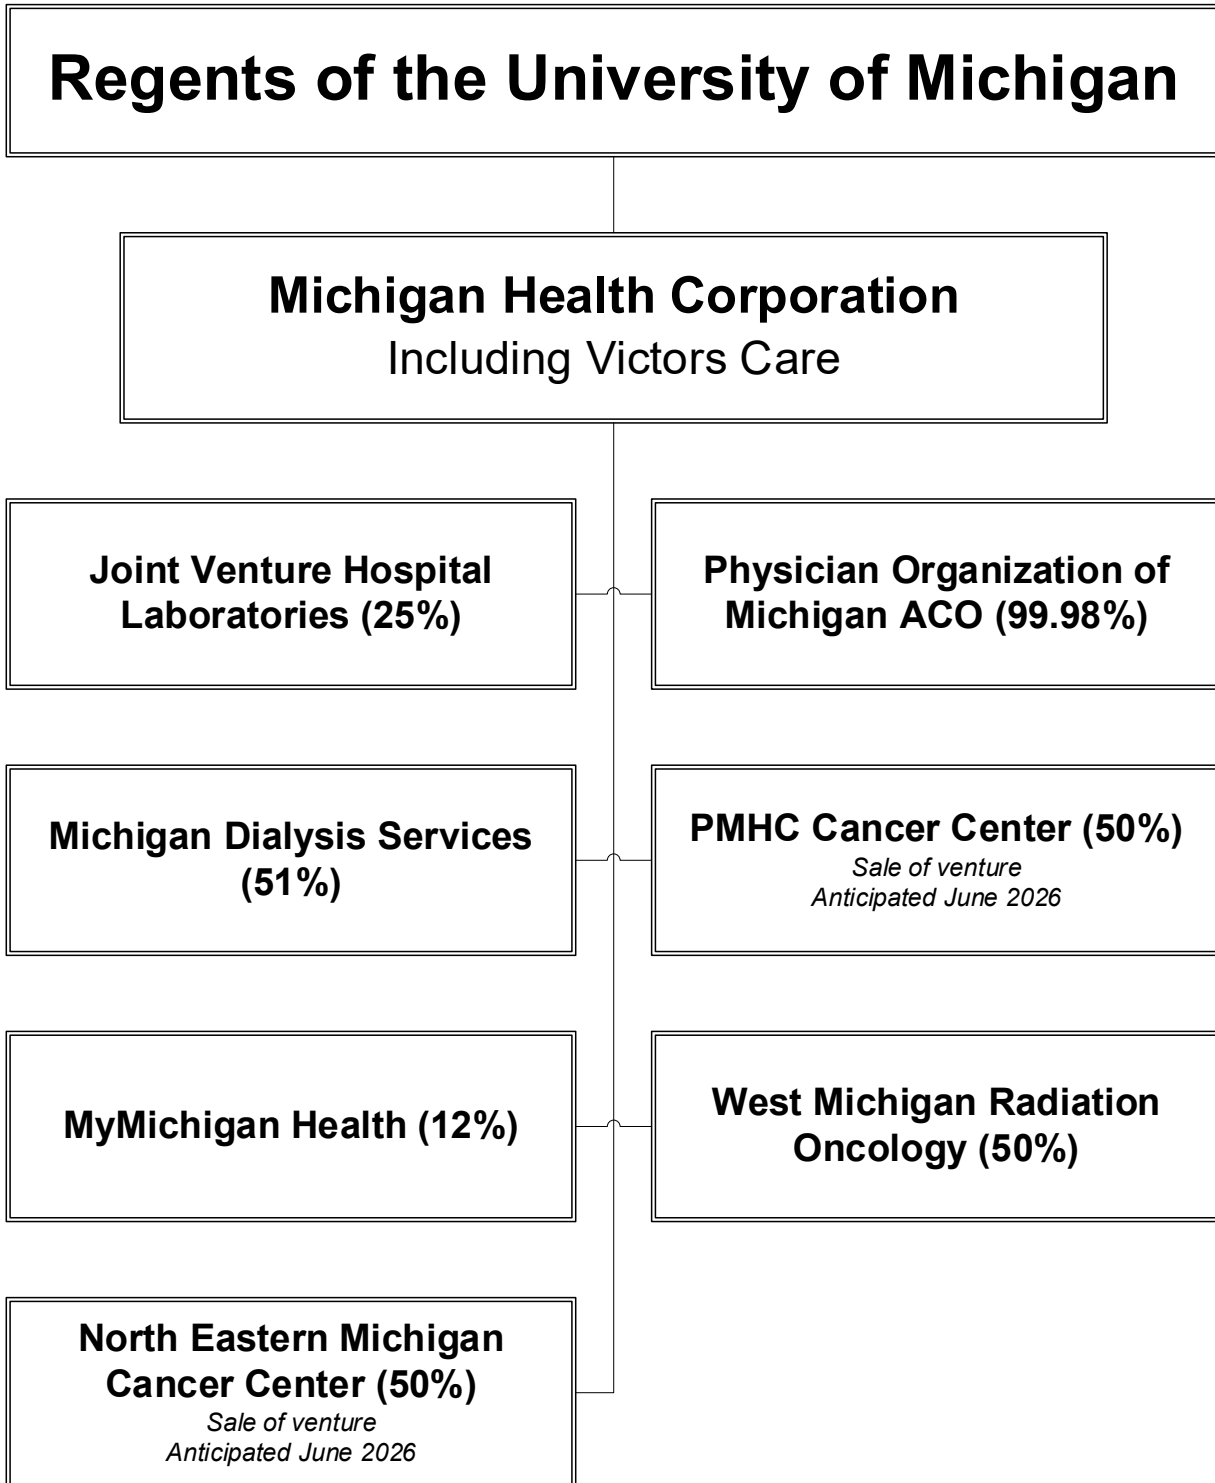 Regents of the University of Michigan
Michigan Health Corporation
Including Victors Care
Joint Venture Hospital
Laboratories (25%)
Physician Organization of
Michigan ACO (99.98%)
Michigan Dialysis Services
(51%)
PMHC Cancer Center (50%)
Sale of venture
Anticipated June 2026
MyMichigan Health (12%)
West Michigan Radiation
Oncology (50%)
North Eastern Michigan
Cancer Center (50%)
Sale of venture
Anticipated June 2026